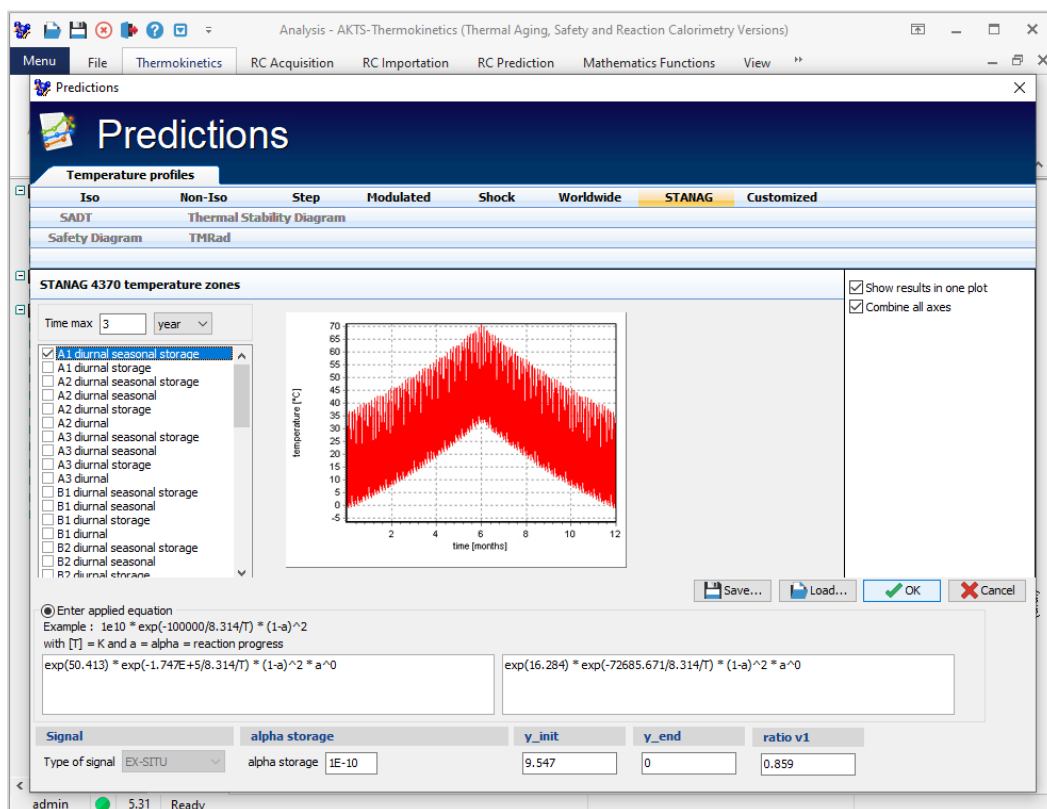 Analysis - AKTS-Thermokinetics (Thermal Aging, Safety and Reaction Calorimetry Versions)
Menu File Thermokinetics RC Acquisition RC Importation RC Prediction Mathematics Functions View
Predictions
Predictions
Temperature profiles
Iso Non-Iso Step Modulated Shock Worldwide STANAG Customized
SADT Thermal Stability Diagram
Safety Diagram TMRad
STANAG 4370 temperature zones
Show results in one plot
Combine all axes
Time max 3 year
A1 diurnal seasonal storage
A1 diurnal storage
A2 diurnal seasonal storage
A2 diurnal seasonal
A2 diurnal storage
A2 diurnal
A3 diurnal seasonal storage
A3 diurnal seasonal
A3 diurnal storage
A3 diurnal
B1 diurnal seasonal storage
B1 diurnal seasonal
B1 diurnal storage
B1 diurnal
B2 diurnal seasonal storage
B2 diurnal seasonal
B2 diurnal storage
70
65
60
55
50
45
40
35
30
25
20
15
10
5
0
-5
temperature [°C]
2 4 6 8 10 12
time [months]
Save... Load... OK Cancel
Enter applied equation
Example : 1e10 * exp(-100000/8.314/T) * (1-a)^2
with [T] = K and a = alpha = reaction progress
exp(50.413) * exp(-1.747E+5/8.314/T) * (1-a)^2 * a^0
exp(16.284) * exp(-72685.671/8.314/T) * (1-a)^2 * a^0
Signal alpha storage y_init y_end ratio v1
Type of signal EX-SITU alpha storage 1E-10 9.547 0 0.859
admin 5.31 Ready